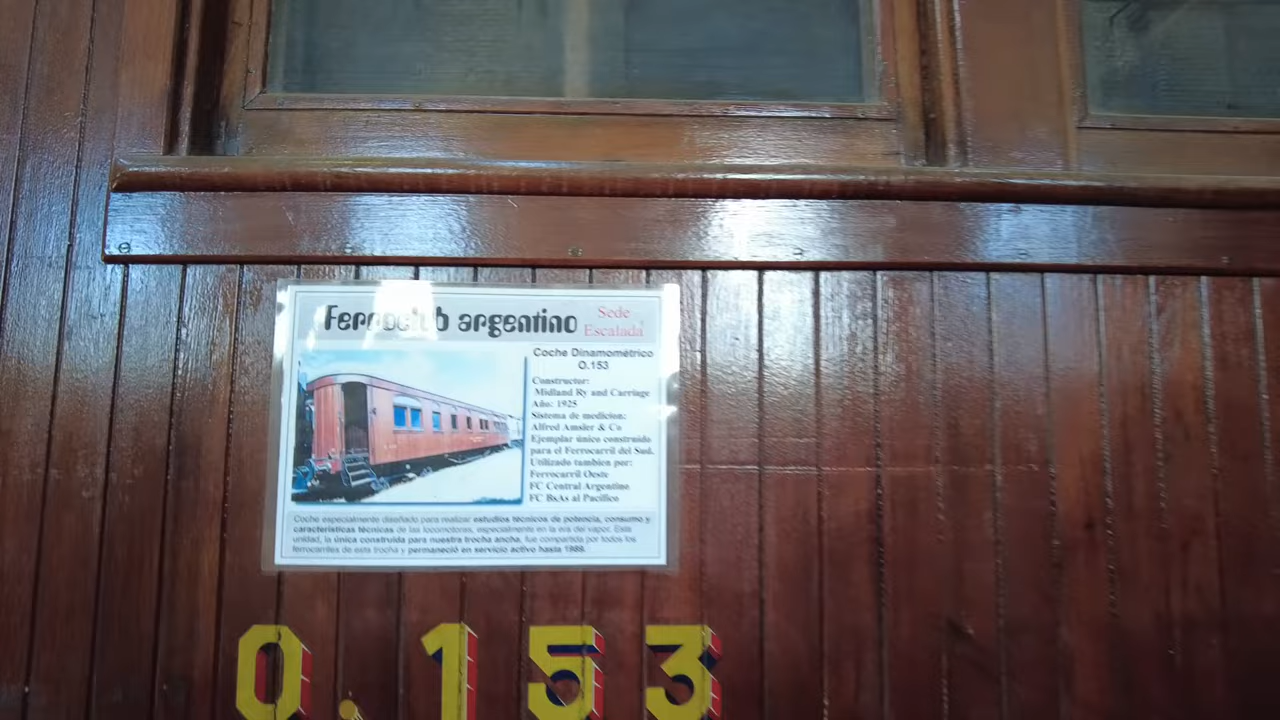 Ferroclub argentino
Sede
Escalada
Coche Dinamométrico
O.153
Constructor:
Midland Ry and Carriage
Año: 1925
Sistema de medicion:
Alfred Amsler & Co
Ejemplar único construido
para el Ferrocarril del Sud.
Utilizado tambien por:
Ferrocarril Oeste
FC Central Argentino
FC BsAs al Pacífico
Coche especialmente diseñado para realizar estudios técnicos de potencia, consumo y
características técnicas de las locomotoras, especialmente en la era del vapor. Esta
unidad, la única construida para nuestra trocha ancha, fue compartida por todos los
ferrocarriles de esta trocha y permaneció en servicio activo hasta 1988.
O.153